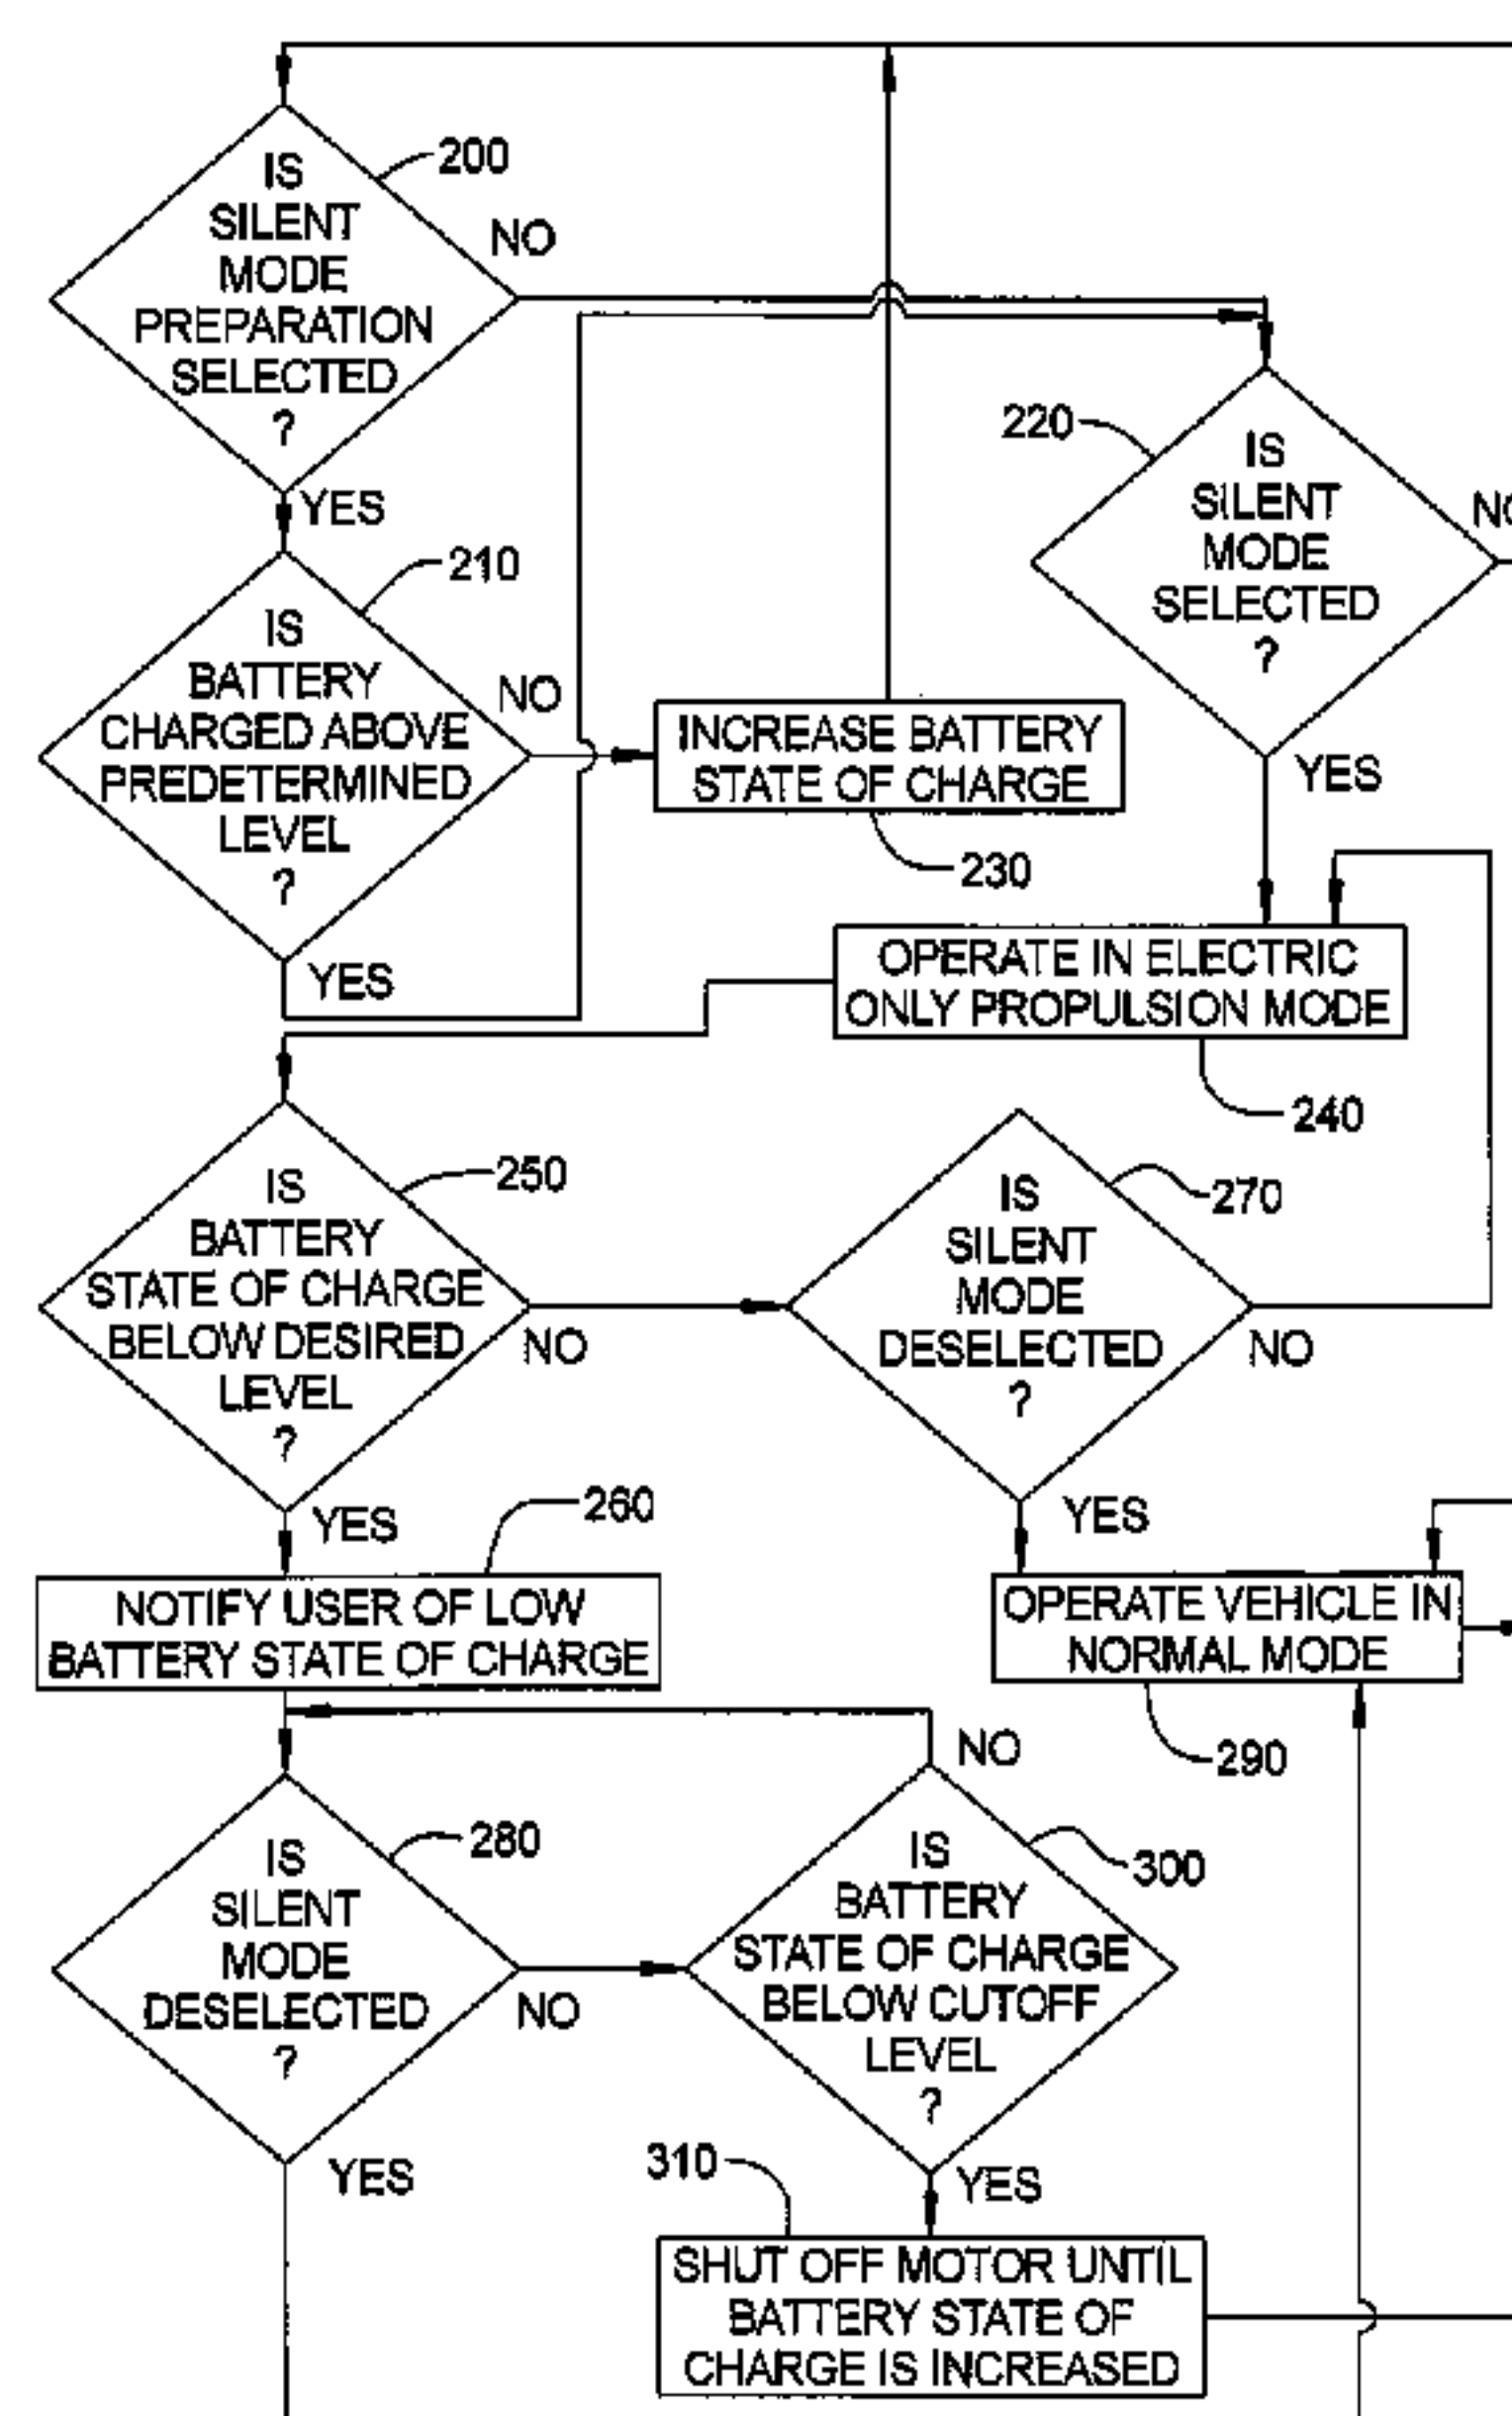 200
IS
SILENT
MODE
PREPARATION
SELECTED
?
NO
YES
210
IS
BATTERY
CHARGED ABOVE
PREDETERMINED
LEVEL
?
NO
YES
220
IS
SILENT
MODE
SELECTED
?
NO
YES
INCREASE BATTERY
STATE OF CHARGE
230
OPERATE IN ELECTRIC
ONLY PROPULSION MODE
240
250
IS
BATTERY
STATE OF CHARGE
BELOW DESIRED
LEVEL
?
NO
YES
270
IS
SILENT
MODE
DESELECTED
?
NO
YES
260
NOTIFY USER OF LOW
BATTERY STATE OF CHARGE
OPERATE VEHICLE IN
NORMAL MODE
290
280
IS
SILENT
MODE
DESELECTED
?
NO
YES
NO
300
IS
BATTERY
STATE OF CHARGE
BELOW CUTOFF
LEVEL
?
YES
310
SHUT OFF MOTOR UNTIL
BATTERY STATE OF
CHARGE IS INCREASED